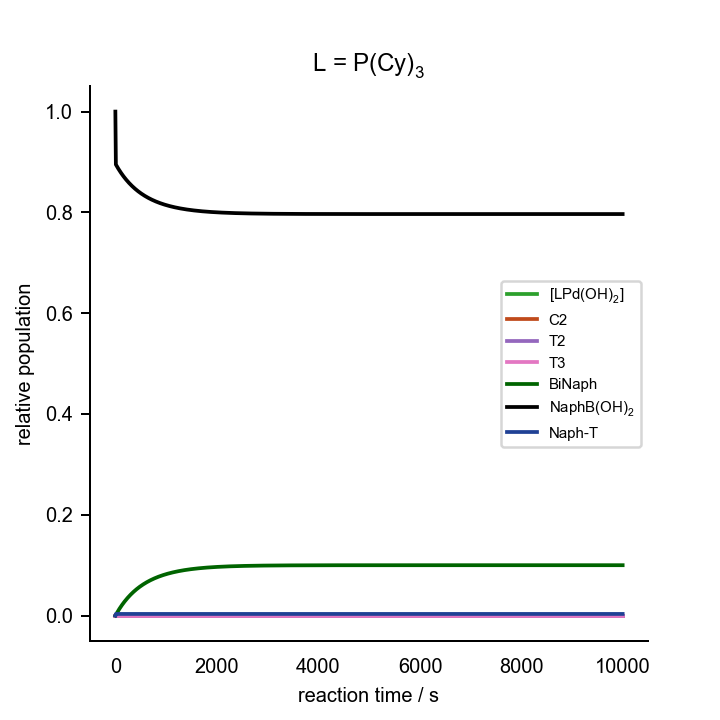 L = P(Cy)₃
1.0
0.8
0.6
0.4
0.2
0.0
relative population
[LPd(OH)₂]
C2
T2
T3
BiNaph
NaphB(OH)₂
Naph-T
0 2000 4000 6000 8000 10000
reaction time / s